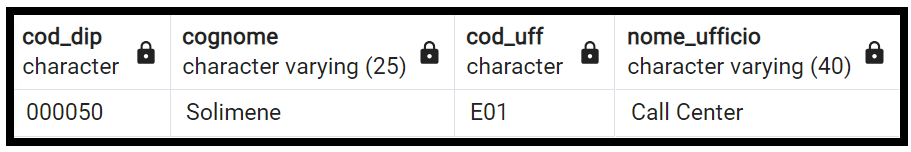 cod_dip cognome cod_uff nome_ufficio
character character varying (25) character character varying (40)
000050 Solimene E01 Call Center